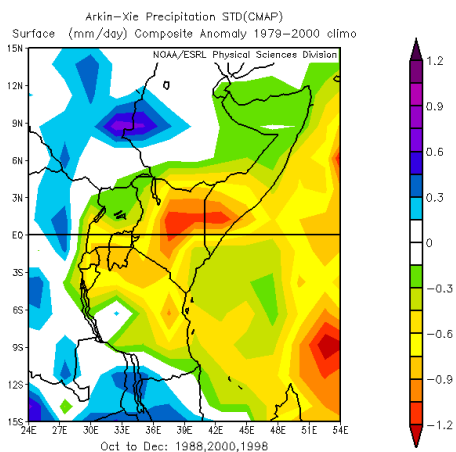 Arkin-Xie Precipitation STD(CMAP)
Surface (mm/day) Composite Anomaly 1979-2000 climo
NOAA/ESRL Physical Sciences Division
15N
12N
9N
6N
3N
EQ
3S
6S
9S
12S
15S
24E 27E 30E 33E 36E 39E 42E 45E 48E 51E 54E
Oct to Dec: 1988,2000,1998
1.2
0.9
0.6
0.3
0
-0.3
-0.6
-0.9
-1.2